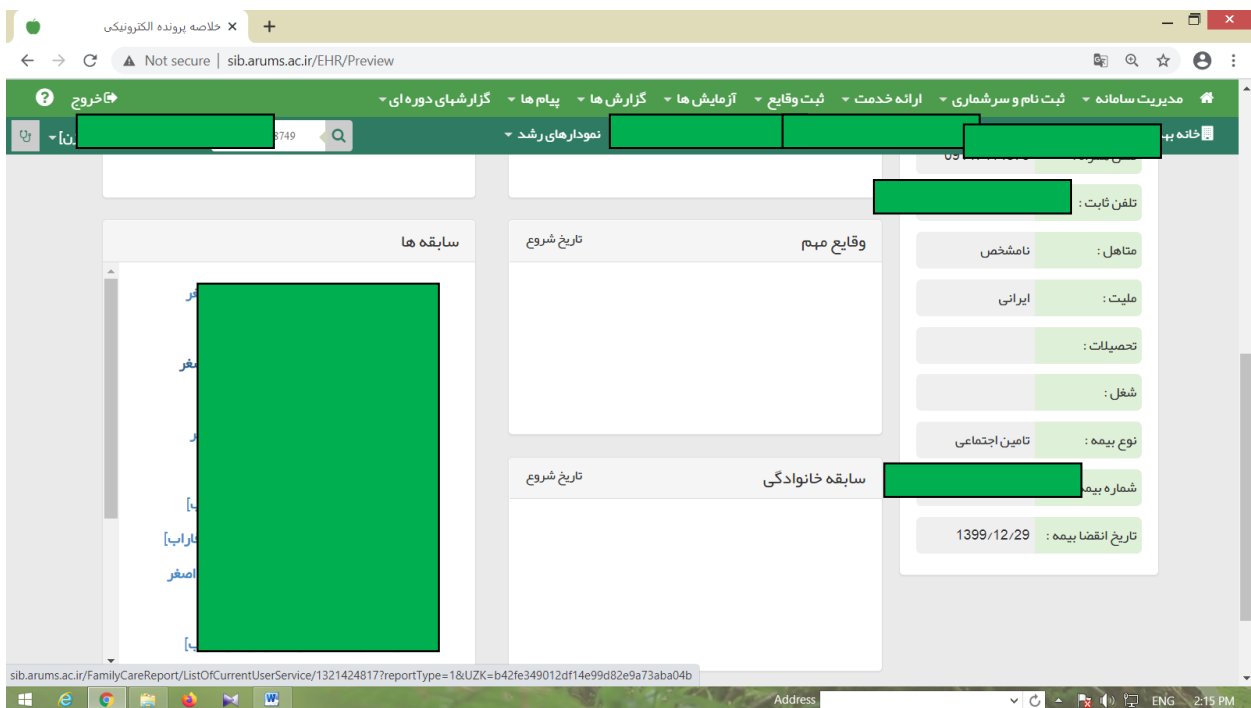 خلاصه پرونده الکترونیکی
Not secure | sib.arums.ac.ir/EHR/Preview
مدیریت سامانه ثبت نام و سرشماری ارائه خدمت ثبت وقایع آزمایش ها گزارش ها پیام ها گزارشهای دوره ای خروج
خانه نمودارهای رشد 8749
تلفن ثابت :
متاهل : نامشخص
ملیت : ایرانی
تحصیلات :
شغل :
نوع بیمه : تامین اجتماعی
شماره
تاریخ انقضا بیمه : 1399/12/29
وقایع مهم تاریخ شروع
سابقه خانوادگی تاریخ شروع
سابقه ها
اصغر
sib.arums.ac.ir/FamilyCareReport/ListOfCurrentUserService/1321424817?reportType=1&UZK=b42fe349012df14e99d82e9a73aba04b
Address ENG 2:15 PM